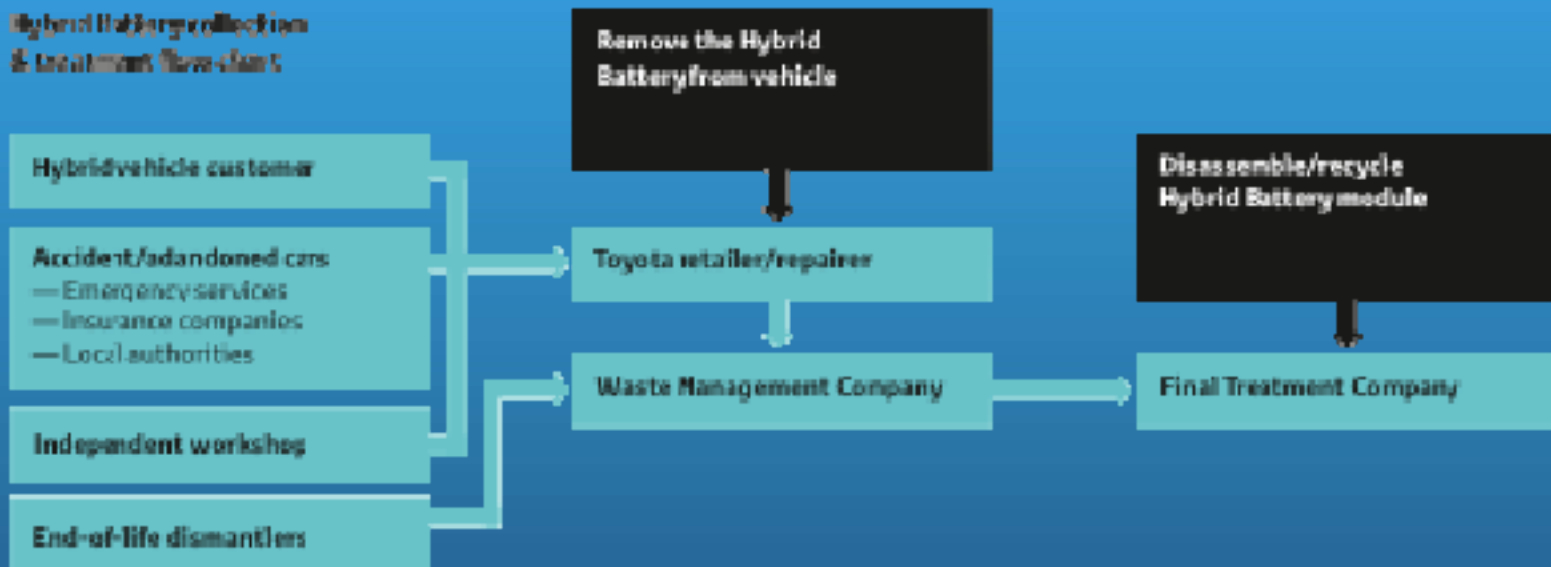 Hybrid Battery collection
& treatment flow chart
Remove the Hybrid
Battery from vehicle
Hybrid vehicle customer
Disassemble/recycle
Hybrid Battery module
Accident/adandoned cars
— Emergency services
— Insurance companies
— Local authorities
Toyota retailer/repairer
Independent workshop
Waste Management Company
Final Treatment Company
End-of-life dismantlers